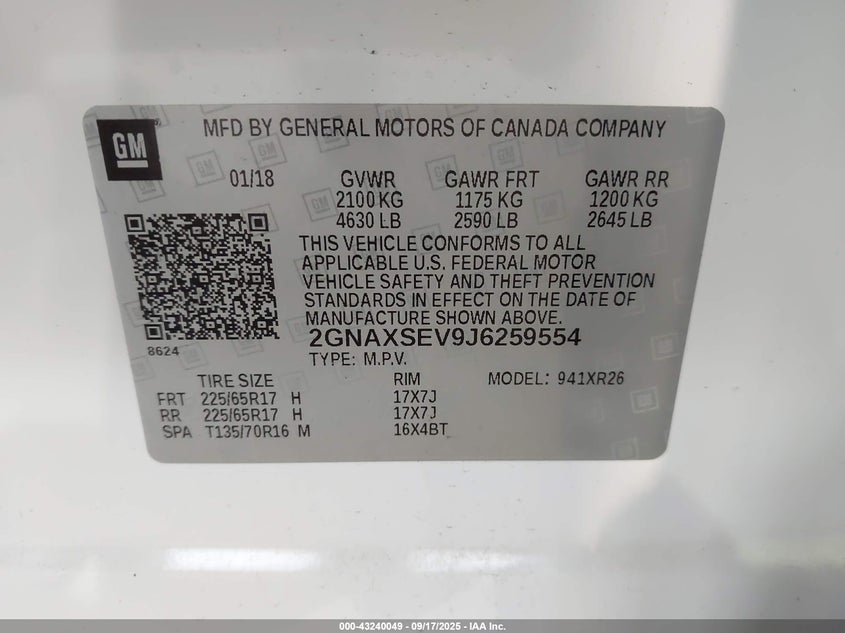 GM
MFD BY GENERAL MOTORS OF CANADA COMPANY
01/18 GVWR GAWR FRT GAWR RR
2100 KG 1175 KG 1200 KG
4630 LB 2590 LB 2645 LB
THIS VEHICLE CONFORMS TO ALL
APPLICABLE U.S. FEDERAL MOTOR
VEHICLE SAFETY AND THEFT PREVENTION
STANDARDS IN EFFECT ON THE DATE OF
MANUFACTURE SHOWN ABOVE.
2GNAXSEV9J6259554
8624
TYPE: M.P.V.
TIRE SIZE RIM MODEL: 941XR26
FRT 225/65R17 H 17X7J
RR 225/65R17 H 17X7J
SPA T135/70R16 M 16X4BT
000-43240049 - 09/17/2025 - IAA Inc.